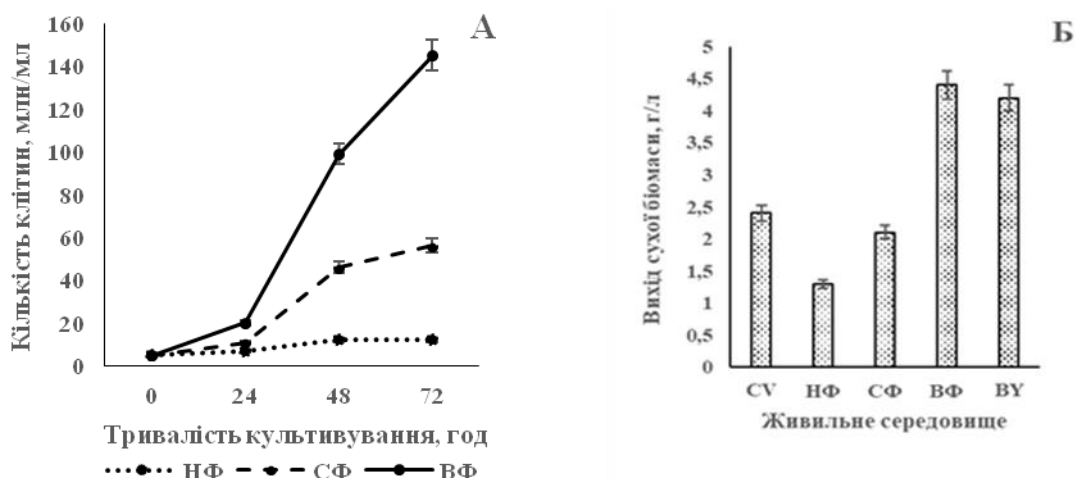 А
Кількість клітин, млн/мл
160
140
120
100
80
60
40
20
0
0 24 48 72
Тривалість культивування, год
НФ СФ ВФ
Б
Вихід сухої біомаси, г/л
5
4,5
4
3,5
3
2,5
2
1,5
1
0,5
0
CV НФ СФ ВФ BY
Живильне середовище